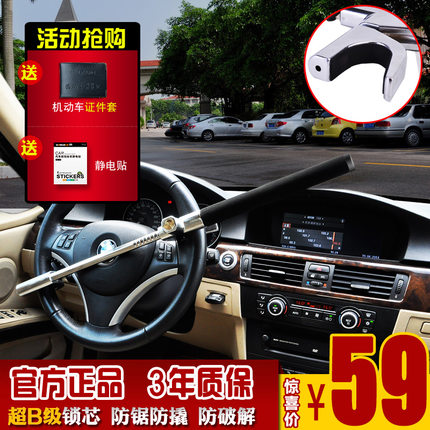 活动抢购
送
机动车证件套
送
CAR
STICKERS
静电贴
官方正品 3年质保
超B级锁芯 防锯防撬 防破解
惊喜价
¥59